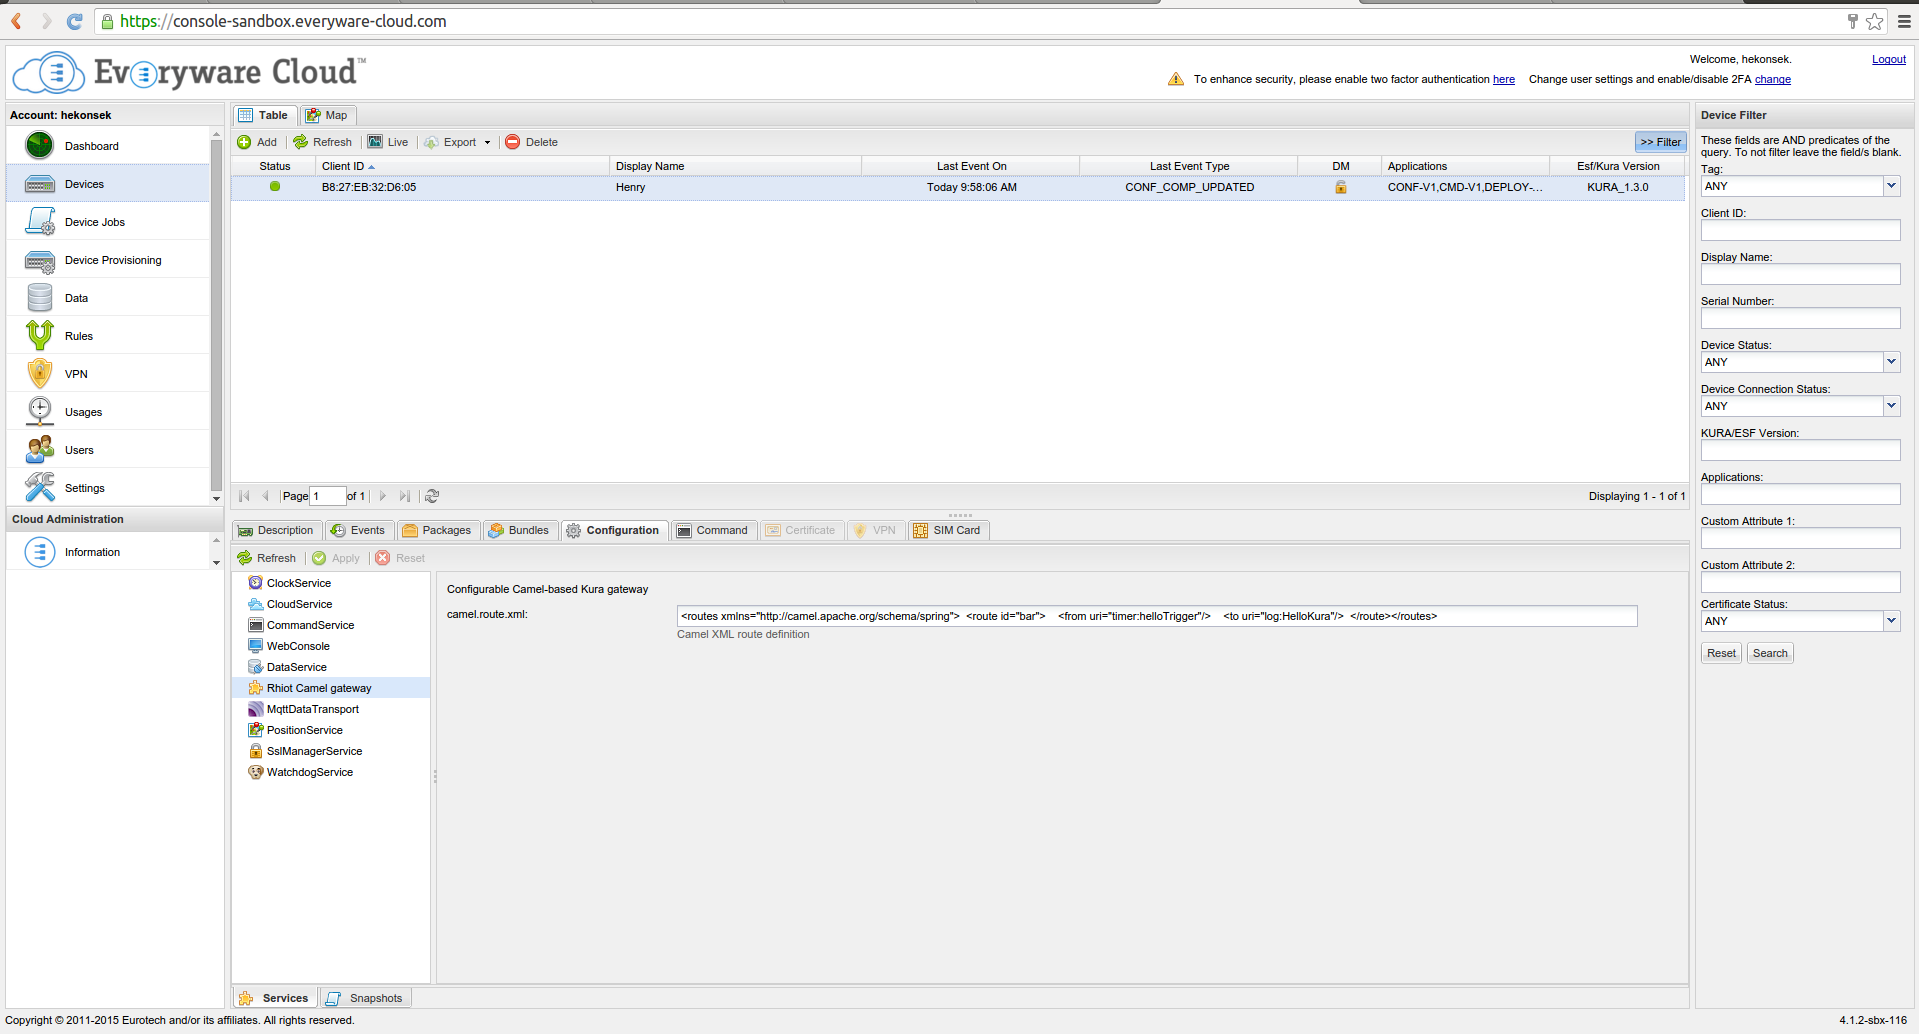 https://console-sandbox.everyware-cloud.com
Everyware Cloud™
Welcome, hekonsek.
Logout
To enhance security, please enable two factor authentication here
Change user settings and enable/disable 2FA change
Account: hekonsek
Dashboard
Devices
Device Jobs
Device Provisioning
Data
Rules
VPN
Usages
Users
Settings
Cloud Administration
Information
Table
Map
Add
Refresh
Live
Export
Delete
>> Filter
Status
Client ID
Display Name
Last Event On
Last Event Type
DM
Applications
Esf/Kura Version
B8:27:EB:32:D6:05
Henry
Today 9:58:06 AM
CONF_COMP_UPDATED
CONF-V1,CMD-V1,DEPLOY-...
KURA_1.3.0
Page 1 of 1
Displaying 1 - 1 of 1
Description
Events
Packages
Bundles
Configuration
Command
Certificate
VPN
SIM Card
Refresh
Apply
Reset
ClockService
CloudService
CommandService
WebConsole
DataService
Rhiot Camel gateway
MqttDataTransport
PositionService
SslManagerService
WatchdogService
Configurable Camel-based Kura gateway
camel.route.xml:
<routes xmlns="http://camel.apache.org/schema/spring">  <route id="bar">    <from uri="timer:helloTrigger"/>    <to uri="log:HelloKura"/>  </route></routes>
Camel XML route definition
Services
Snapshots
Device Filter
These fields are AND predicates of the
query. To not filter leave the field/s blank.
Tag:
ANY
Client ID:
Display Name:
Serial Number:
Device Status:
ANY
Device Connection Status:
ANY
KURA/ESF Version:
Applications:
Custom Attribute 1:
Custom Attribute 2:
Certificate Status:
ANY
Reset
Search
Copyright © 2011-2015 Eurotech and/or its affiliates. All rights reserved.
4.1.2-sbx-116